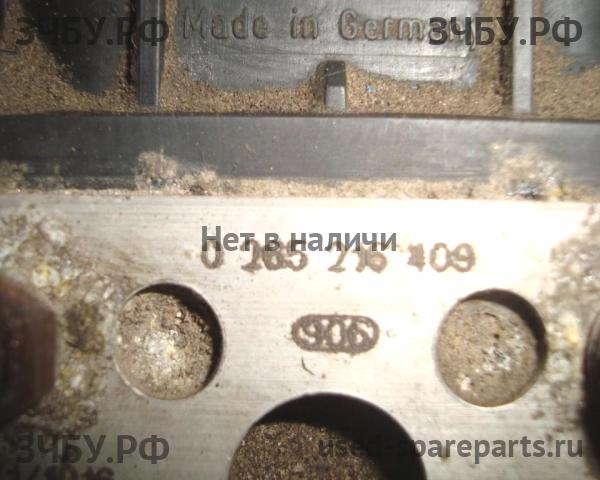 ЗЧБУ.РФ Made in Germany ЗЧБУ.РФ
Нет в наличи
0 265 216 409
906
ЗЧБУ.РФ used-spareparts.ru